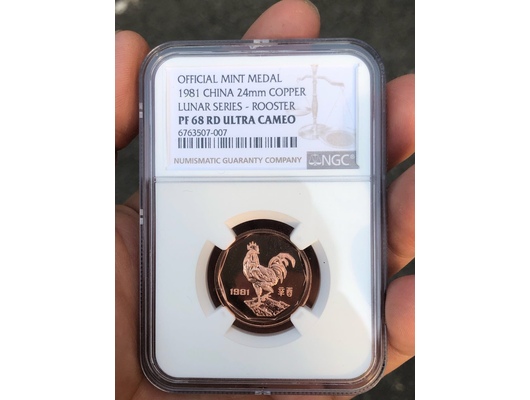 OFFICIAL MINT MEDAL
1981 CHINA 24mm COPPER
LUNAR SERIES - ROOSTER
PF 68 RD ULTRA CAMEO
6763507-007
NUMISMATIC GUARANTY COMPANY
NGC
1981 辛酉